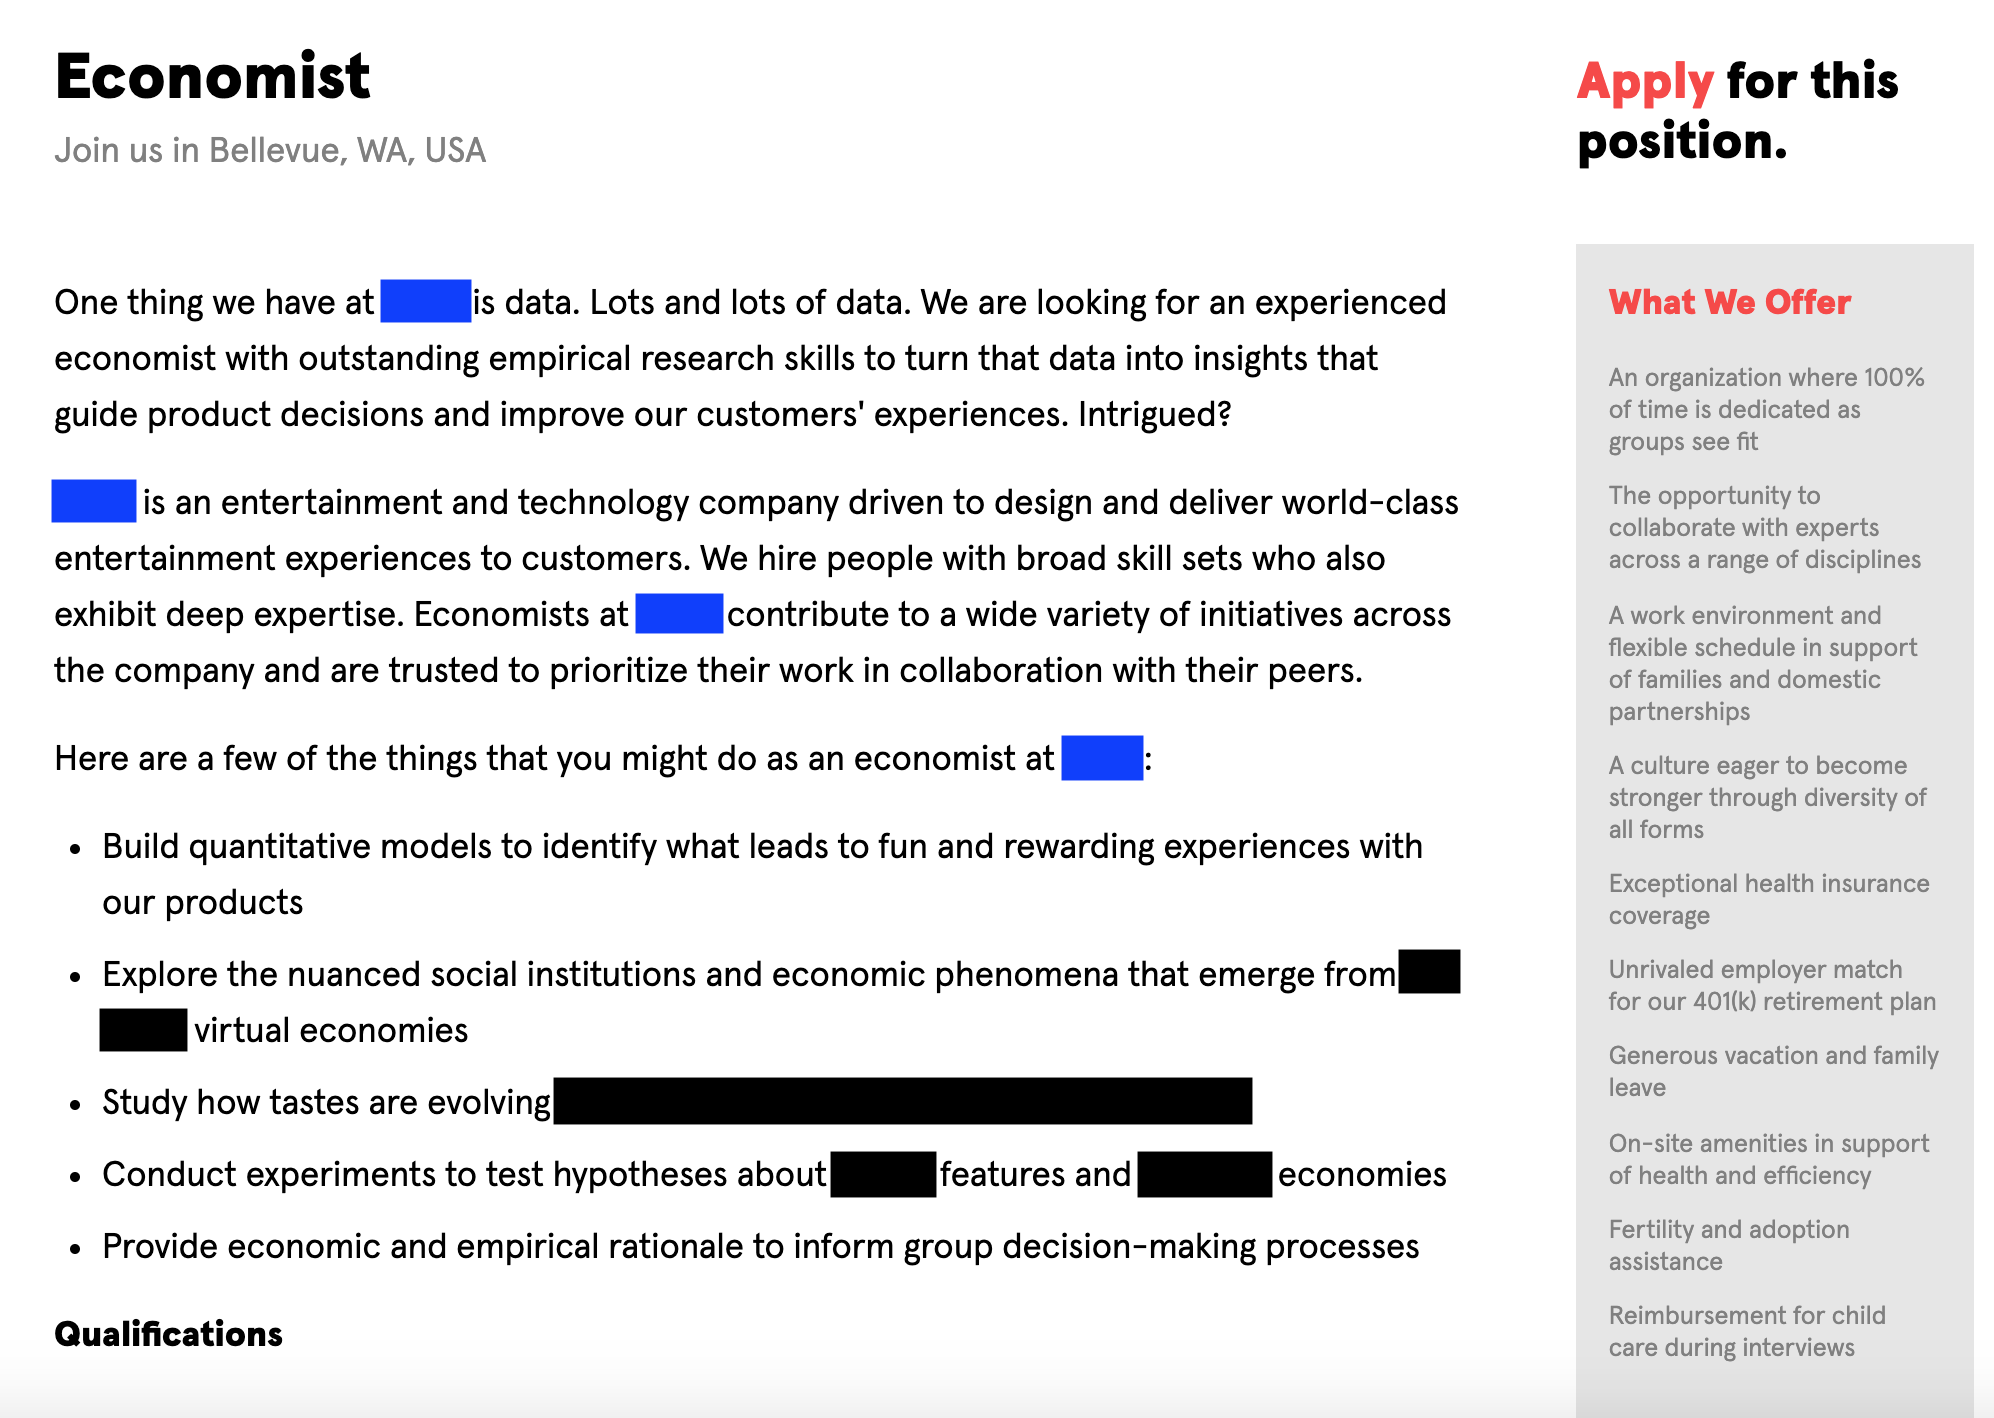 Economist
Join us in Bellevue, WA, USA
One thing we have at is data. Lots and lots of data. We are looking for an experienced
economist with outstanding empirical research skills to turn that data into insights that
guide product decisions and improve our customers' experiences. Intrigued?
is an entertainment and technology company driven to design and deliver world-class
entertainment experiences to customers. We hire people with broad skill sets who also
exhibit deep expertise. Economists at contribute to a wide variety of initiatives across
the company and are trusted to prioritize their work in collaboration with their peers.
Here are a few of the things that you might do as an economist at :
• Build quantitative models to identify what leads to fun and rewarding experiences with
our products
• Explore the nuanced social institutions and economic phenomena that emerge from
virtual economies
• Study how tastes are evolving
• Conduct experiments to test hypotheses about features and economies
• Provide economic and empirical rationale to inform group decision-making processes
Qualifications
Apply for this
position.
What We Offer
An organization where 100%
of time is dedicated as
groups see fit
The opportunity to
collaborate with experts
across a range of disciplines
A work environment and
flexible schedule in support
of families and domestic
partnerships
A culture eager to become
stronger through diversity of
all forms
Exceptional health insurance
coverage
Unrivaled employer match
for our 401(k) retirement plan
Generous vacation and family
leave
On-site amenities in support
of health and efficiency
Fertility and adoption
assistance
Reimbursement for child
care during interviews